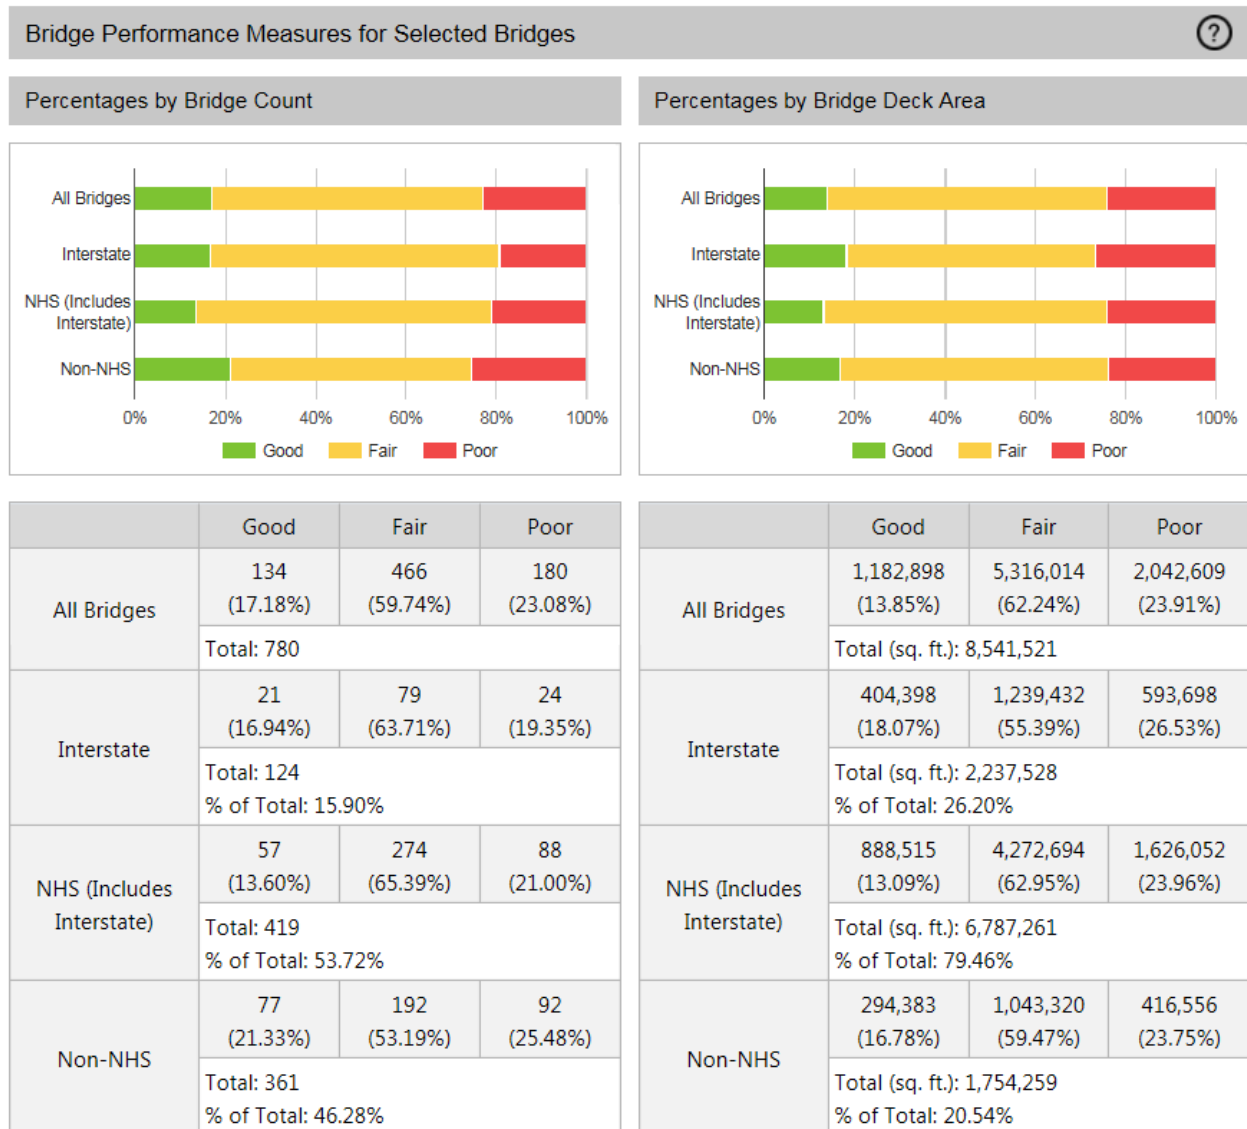 Bridge Performance Measures for Selected Bridges
?
Percentages by Bridge Count
All Bridges
Interstate
NHS (Includes
Interstate)
Non-NHS
0% 20% 40% 60% 80% 100%
Good Fair Poor
Good Fair Poor
All Bridges
134 466 180
(17.18%) (59.74%) (23.08%)
Total: 780
Interstate
21 79 24
(16.94%) (63.71%) (19.35%)
Total: 124
% of Total: 15.90%
NHS (Includes
Interstate)
57 274 88
(13.60%) (65.39%) (21.00%)
Total: 419
% of Total: 53.72%
Non-NHS
77 192 92
(21.33%) (53.19%) (25.48%)
Total: 361
% of Total: 46.28%
Percentages by Bridge Deck Area
All Bridges
Interstate
NHS (Includes
Interstate)
Non-NHS
0% 20% 40% 60% 80% 100%
Good Fair Poor
Good Fair Poor
All Bridges
1,182,898 5,316,014 2,042,609
(13.85%) (62.24%) (23.91%)
Total (sq. ft.): 8,541,521
Interstate
404,398 1,239,432 593,698
(18.07%) (55.39%) (26.53%)
Total (sq. ft.): 2,237,528
% of Total: 26.20%
NHS (Includes
Interstate)
888,515 4,272,694 1,626,052
(13.09%) (62.95%) (23.96%)
Total (sq. ft.): 6,787,261
% of Total: 79.46%
Non-NHS
294,383 1,043,320 416,556
(16.78%) (59.47%) (23.75%)
Total (sq. ft.): 1,754,259
% of Total: 20.54%